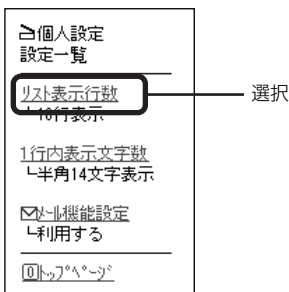 個人設定
設定一覧
リスト表示行数
選択
└10行表示
1行内表示文字数
└半角14文字表示
メール機能設定
└利用する
0トップページ